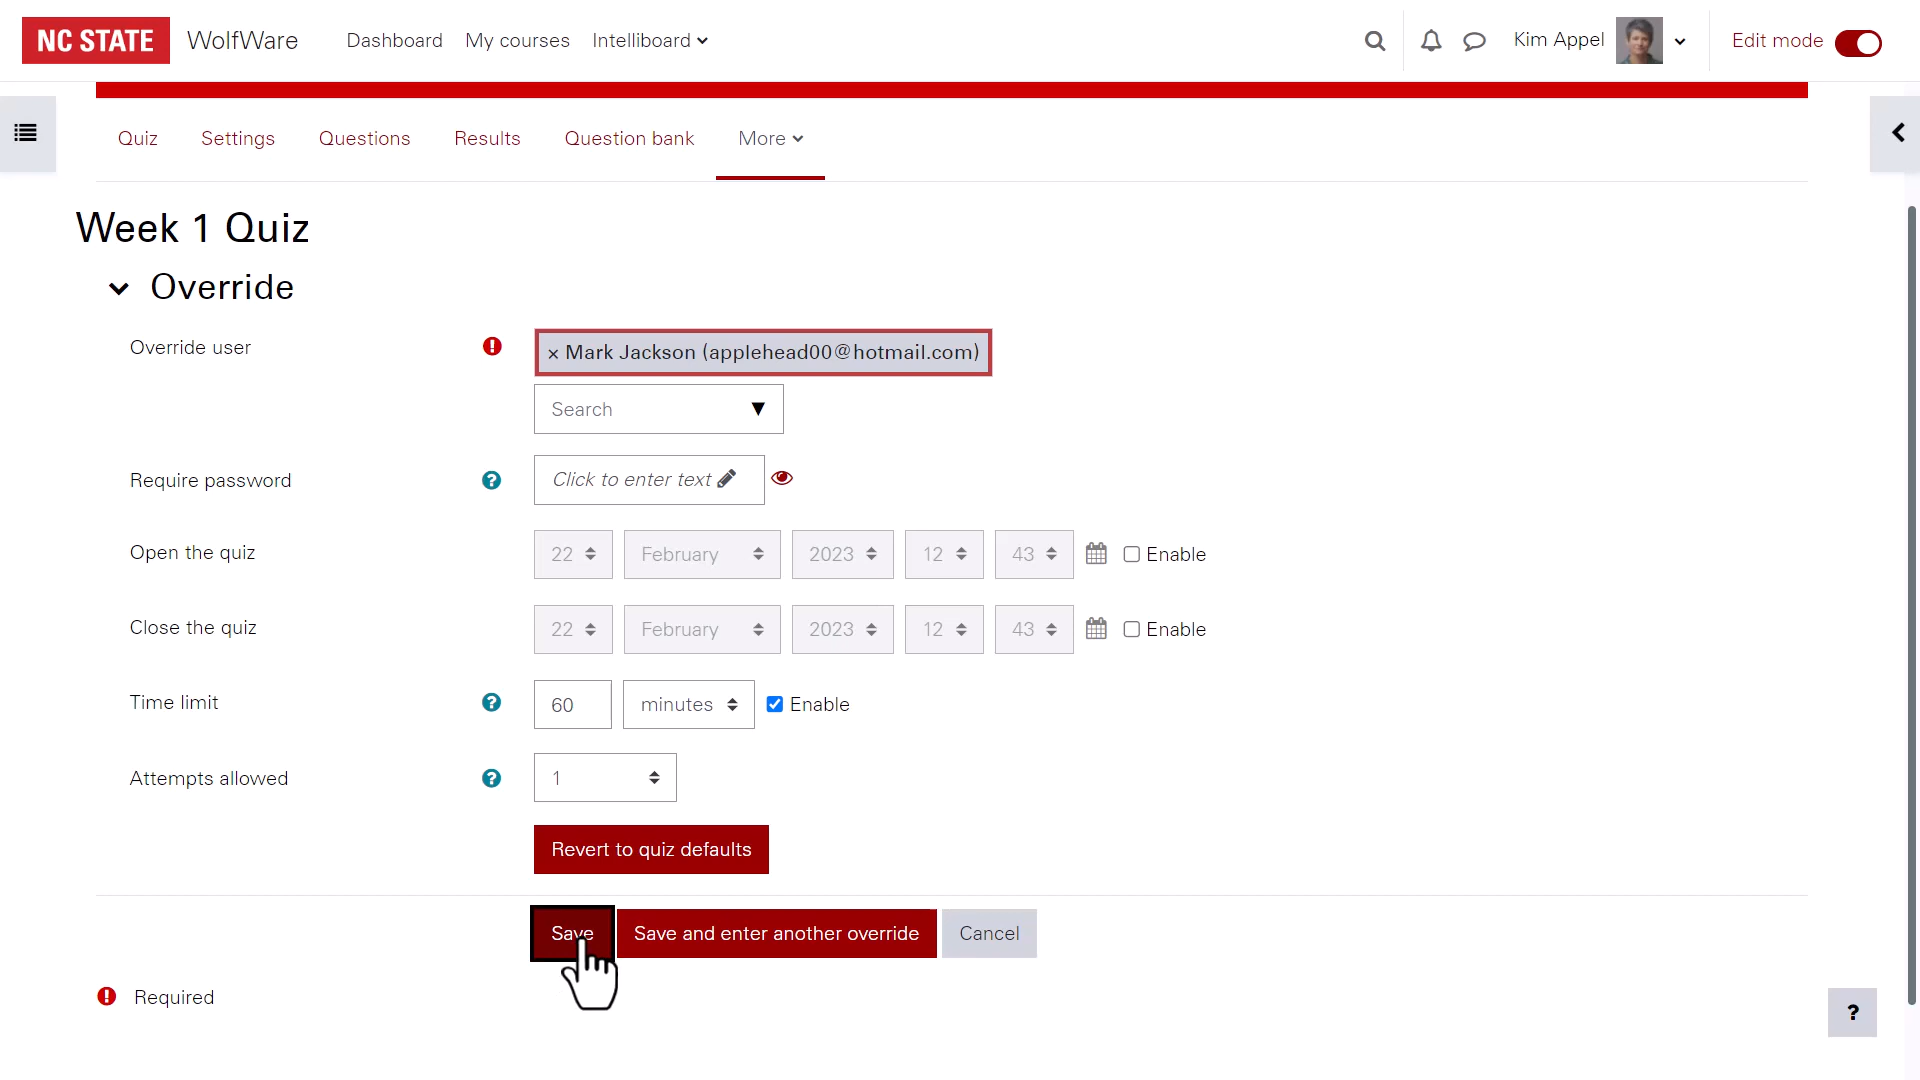 NC STATE WolfWare Dashboard My courses Intelliboard Kim Appel Edit mode
Quiz Settings Questions Results Question bank More
Week 1 Quiz
Override
Override user × Mark Jackson (applehead00@hotmail.com)
Search ▼
Require password Click to enter text
Open the quiz 22 February 2023 12 43 Enable
Close the quiz 22 February 2023 12 43 Enable
Time limit 60 minutes Enable
Attempts allowed 1
Revert to quiz defaults
Save Save and enter another override Cancel
Required
?